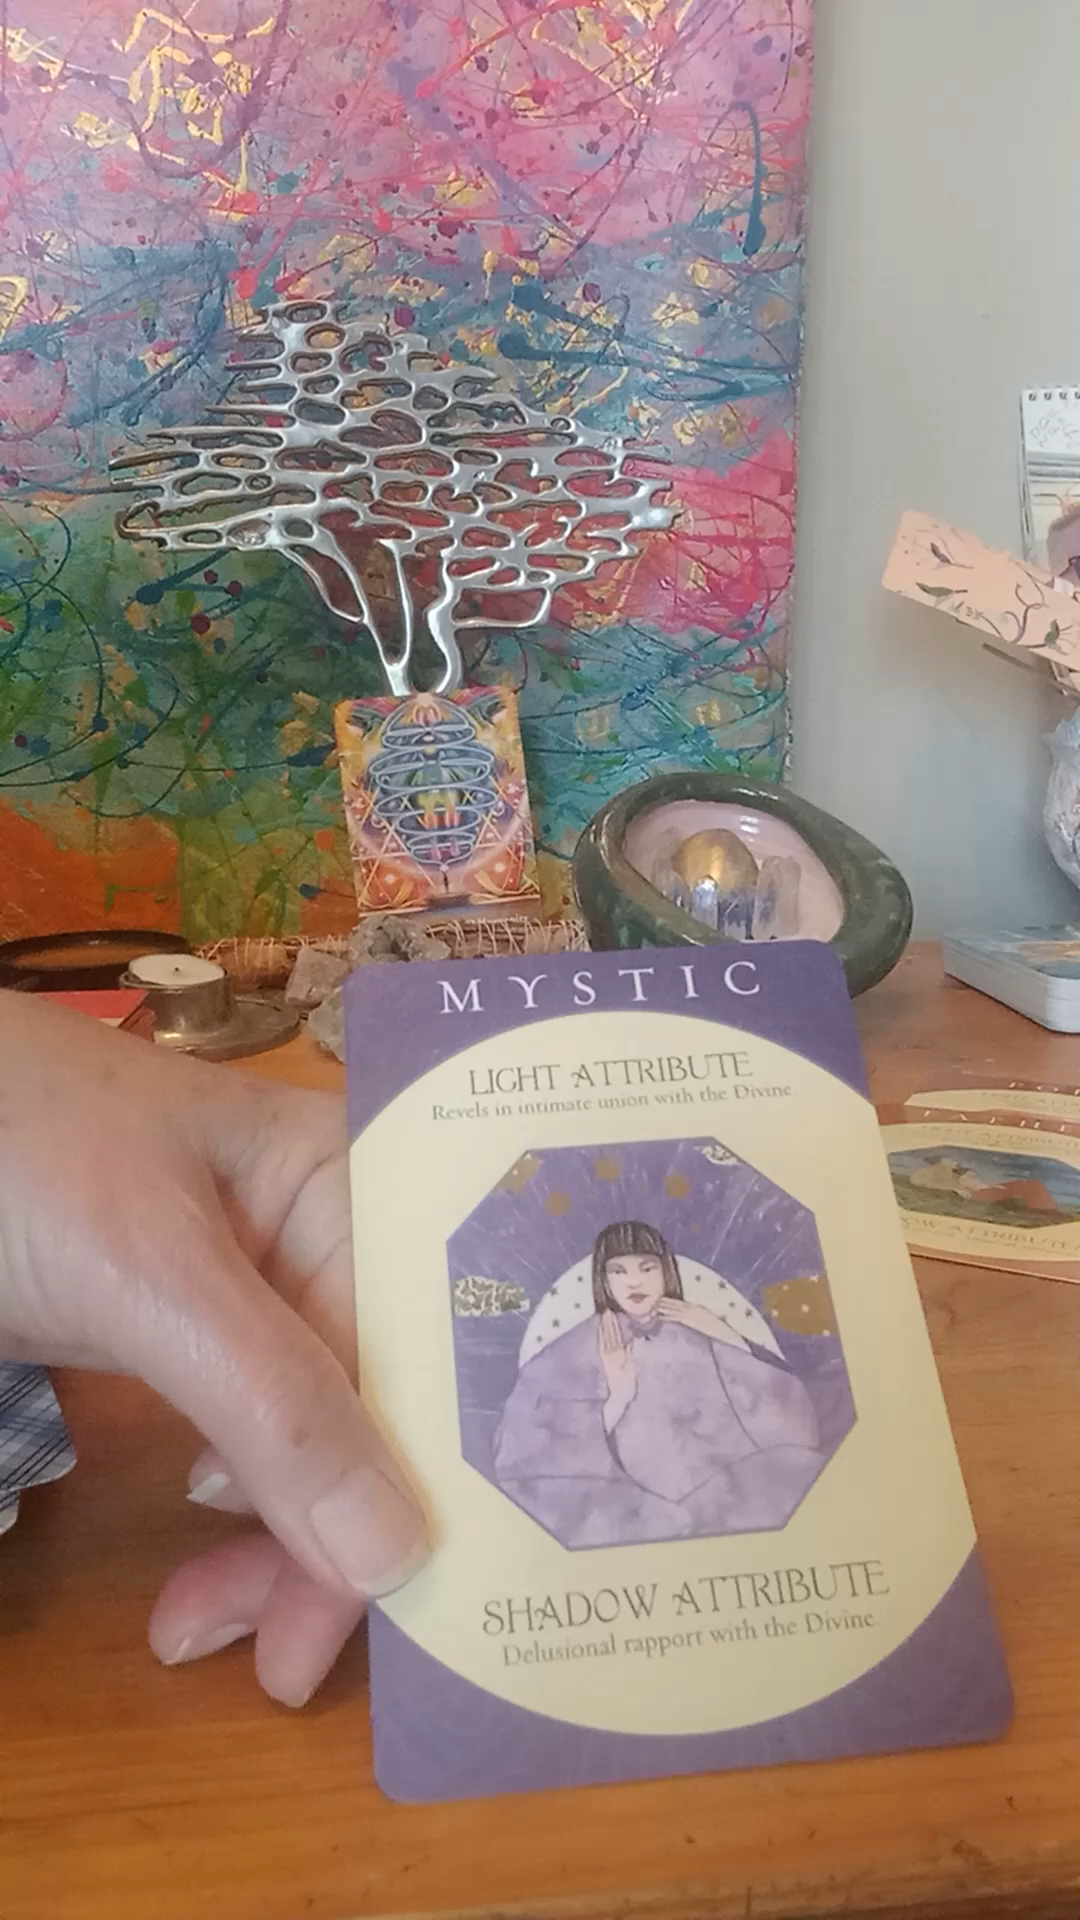 MYSTIC
LIGHT ATTRIBUTE
Revels in intimate union with the Divine
SHADOW ATTRIBUTE
Delusional rapport with the Divine.